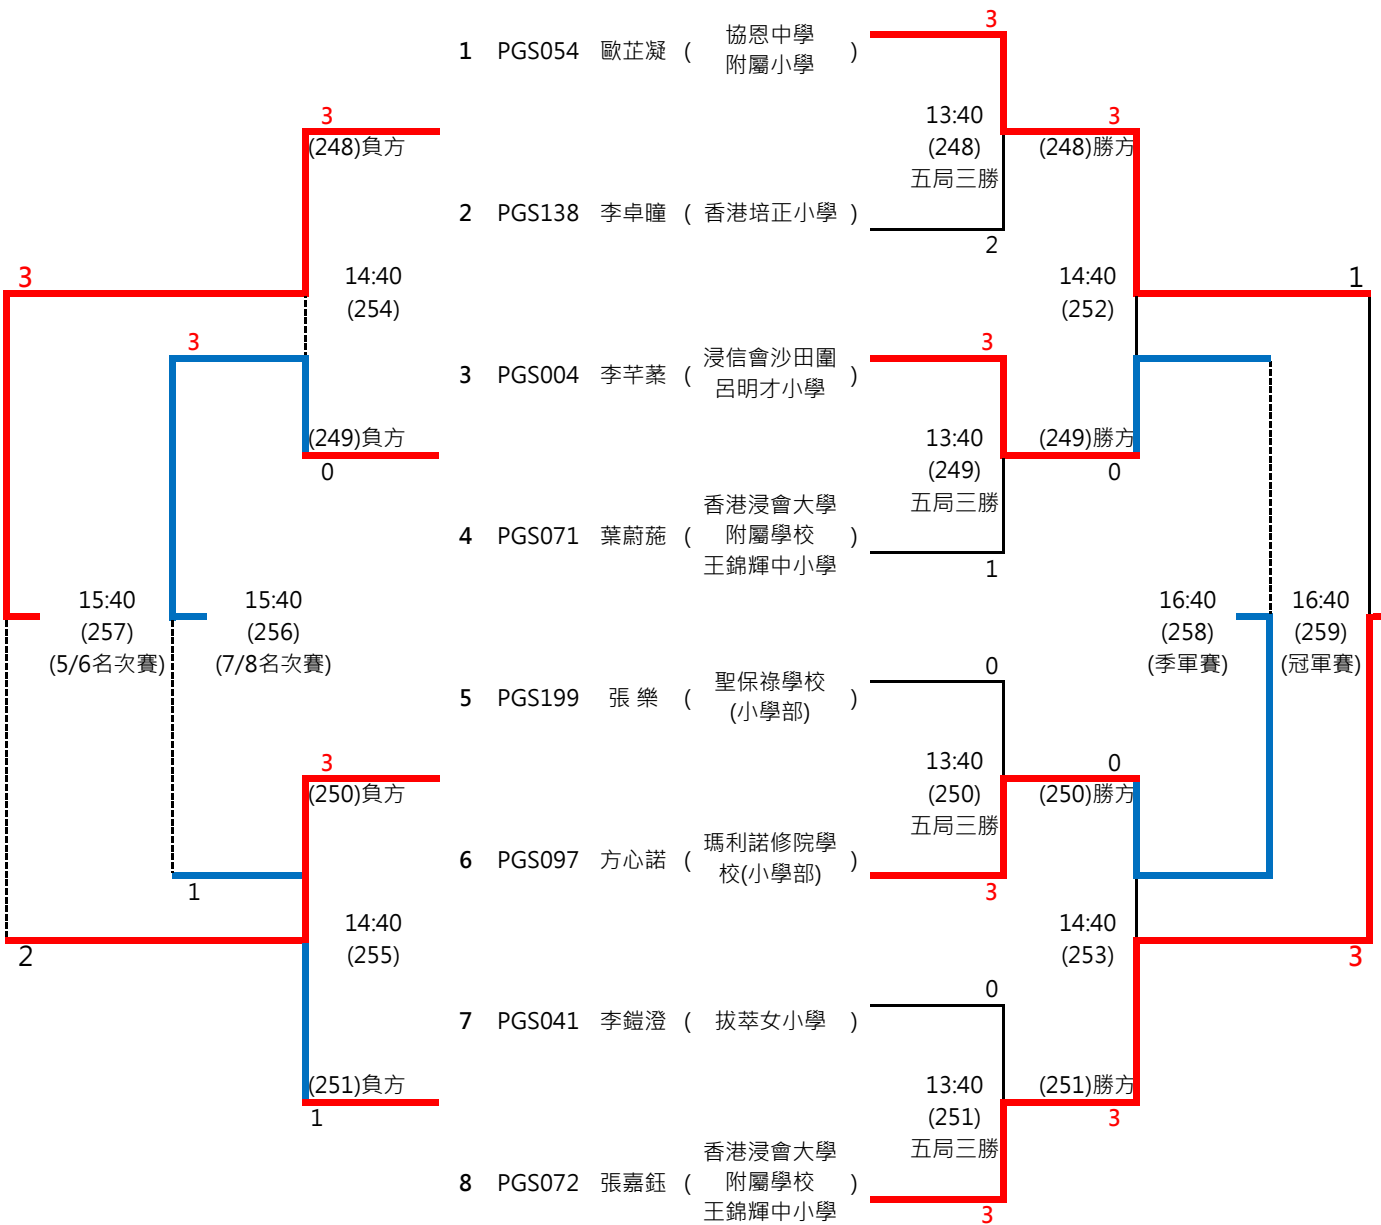 3
1 PGS054 歐芷凝 ( 協恩中學
附屬小學 )
3
(248)負方
13:40
(248)
五局三勝
3
(248)勝方
2 PGS138 李卓曈 ( 香港培正小學 )
2
3
14:40
(254)
14:40
(252)
1
3
3
3 PGS004 李芊蒅 ( 浸信會沙田圍
呂明才小學 )
(249)負方
0
13:40
(249)
五局三勝
(249)勝方
0
4 PGS071 葉蔚葹 ( 香港浸會大學
附屬學校
王錦輝中小學 )
1
15:40
(257)
(5/6名次賽)
15:40
(256)
(7/8名次賽)
16:40
(258)
(季軍賽)
16:40
(259)
(冠軍賽)
0
5 PGS199 張 樂 ( 聖保祿學校
(小學部) )
3
(250)負方
13:40
(250)
五局三勝
0
(250)勝方
6 PGS097 方心諾 ( 瑪利諾修院學
校(小學部) )
1
3
2
14:40
(255)
14:40
(253)
3
0
7 PGS041 李鎧澄 ( 拔萃女小學 )
(251)負方
1
13:40
(251)
五局三勝
(251)勝方
3
8 PGS072 張嘉鈺 ( 香港浸會大學
附屬學校
王錦輝中小學 )
3